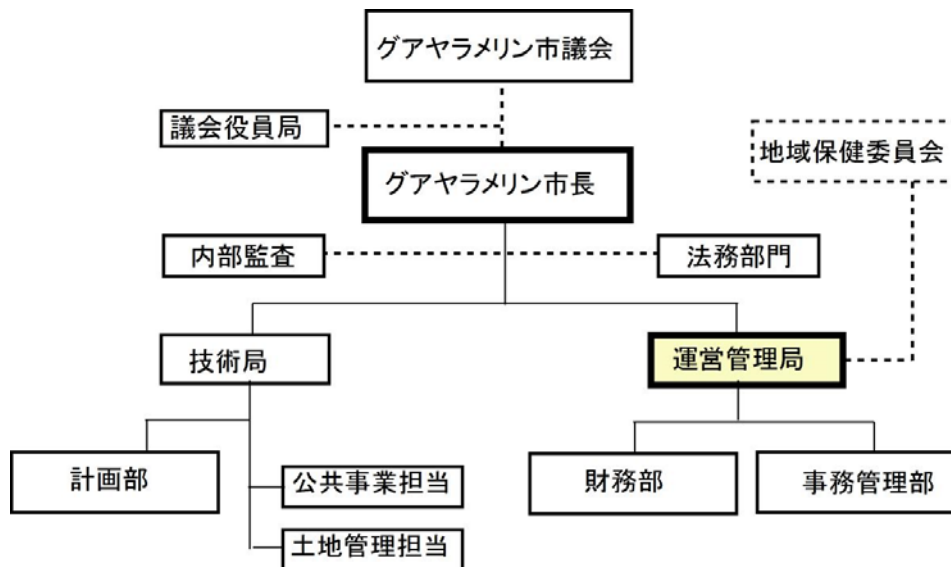 グアヤラメリン市議会
議会役員局
地域保健委員会
グアヤラメリン市長
内部監査
法務部門
技術局
運営管理局
計画部
公共事業担当
土地管理担当
財務部
事務管理部